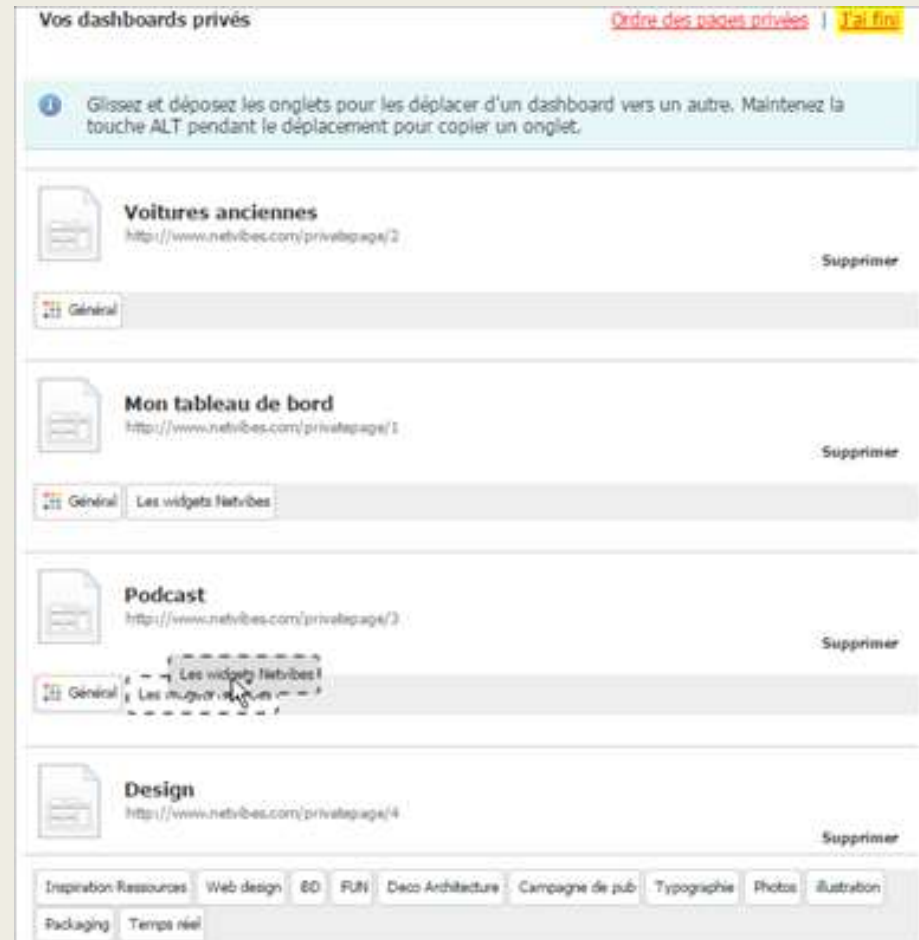 Vos dashboards privés
Ordre des pages privées | J'ai fini
Glissez et déposez les onglets pour les déplacer d'un dashboard vers un autre. Maintenez la
touche ALT pendant le déplacement pour copier un onglet.
Voitures anciennes
http://www.netvibes.com/privatepage/2
Supprimer
Général
Mon tableau de bord
http://www.netvibes.com/privatepage/1
Supprimer
Général Les widgets Netvibes
Podcast
http://www.netvibes.com/privatepage/3
Supprimer
Les widgets Netvibes
Général Les
Design
http://www.netvibes.com/privatepage/4
Supprimer
Inspiration Ressources Web design BD FUN Deco Architecture Campagne de pub Typographie Photos illustration
Packaging Temps réel